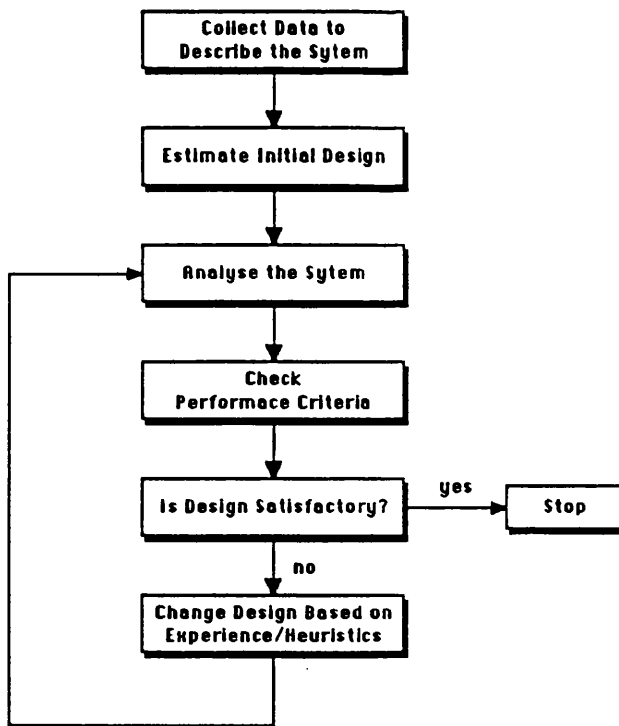 Collect Data to
Describe the Sytem
Estimate Initial Design
Analyse the Sytem
Check
Performace Criteria
Is Design Satisfactory?
yes
Stop
no
Change Design Based on
Experience/Heuristics